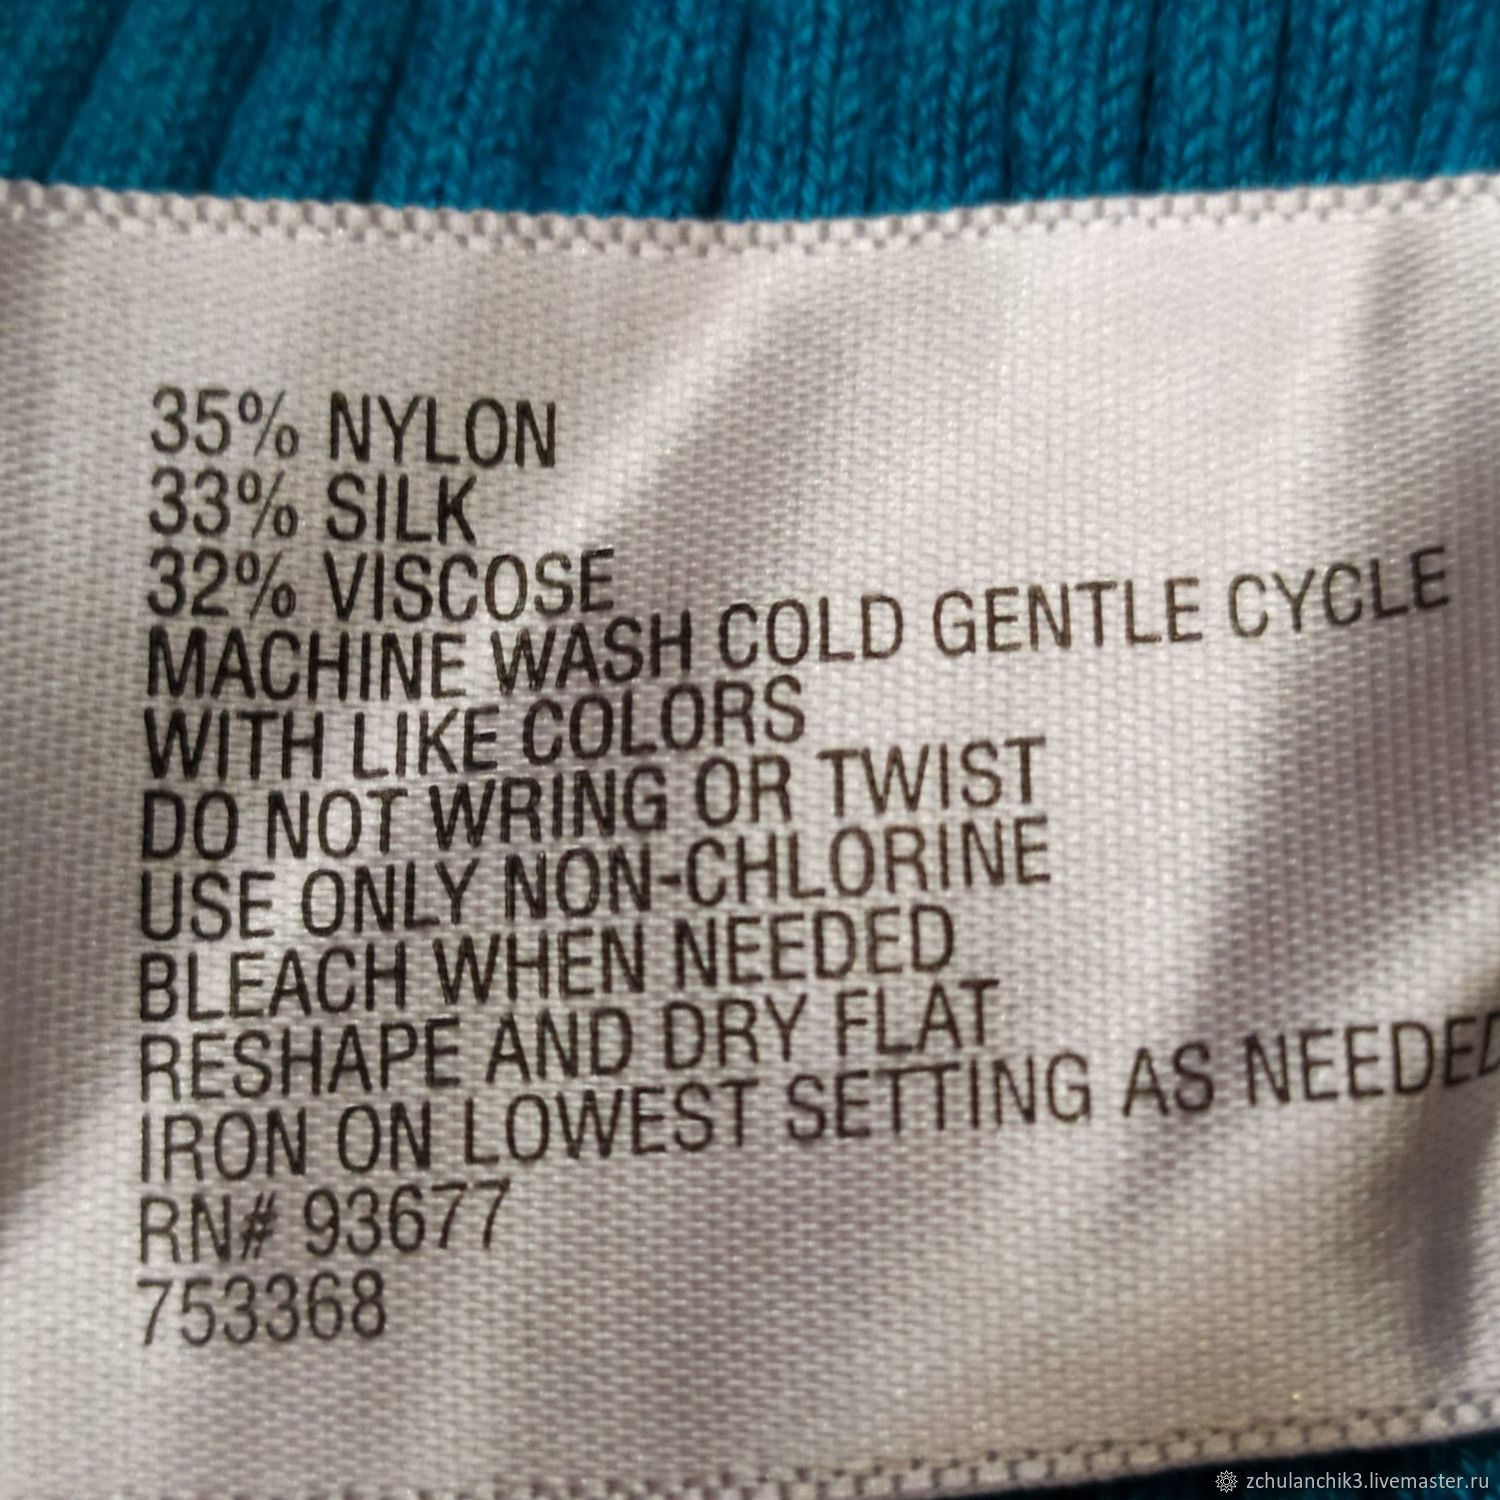 35% NYLON
33% SILK
32% VISCOSE
MACHINE WASH COLD GENTLE CYCLE
WITH LIKE COLORS
DO NOT WRING OR TWIST
USE ONLY NON-CHLORINE
BLEACH WHEN NEEDED
RESHAPE AND DRY FLAT
IRON ON LOWEST SETTING AS NEEDED
RN# 93677
753368
zchulanchik3.livemaster.ru